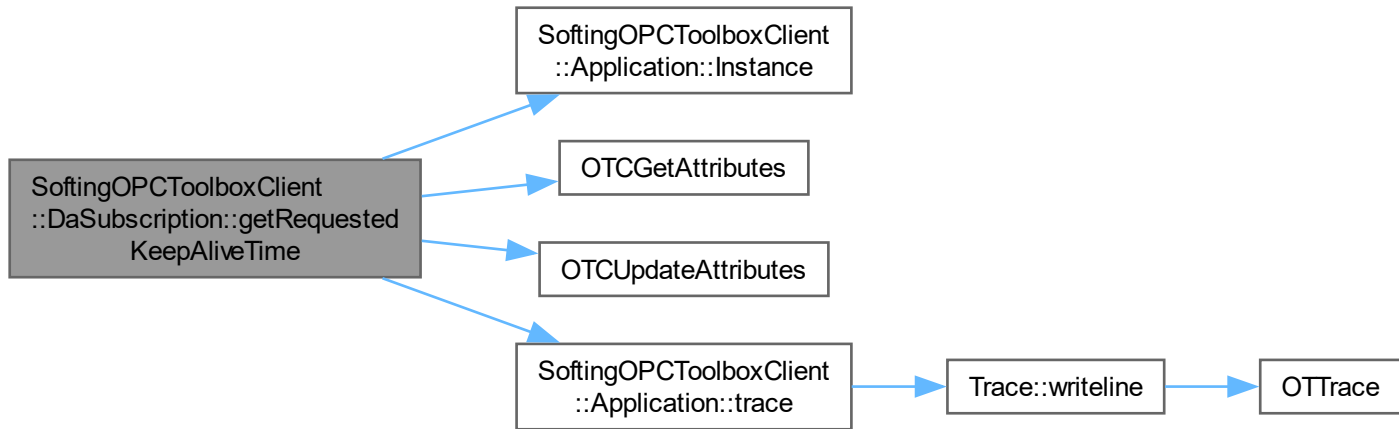 SoftingOPCToolboxClient
::Application::Instance
OTCGetAttributes
SoftingOPCToolboxClient
::DaSubscription::getRequested
KeepAliveTime
OTCUpdateAttributes
SoftingOPCToolboxClient
::Application::trace
Trace::writeline
OTTrace